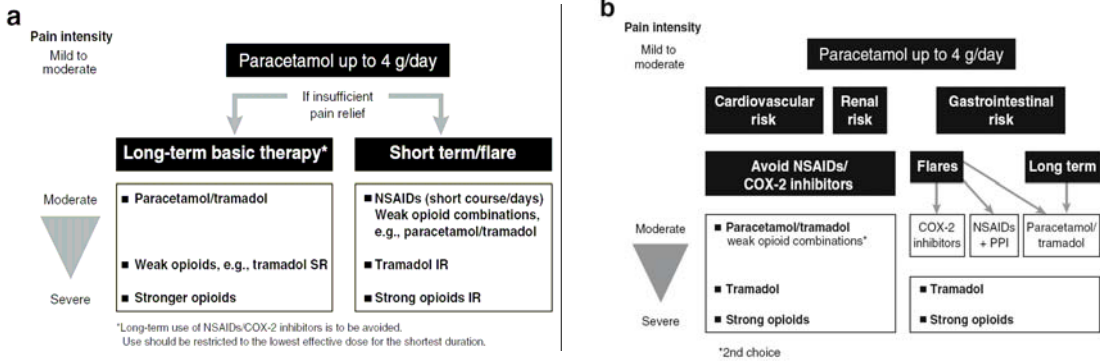 a
Pain intensity
Mild to
moderate
Paracetamol up to 4 g/day
If insufficient
pain relief
Long-term basic therapy*
Short term/flare
Moderate
Severe
■ Paracetamol/tramadol
■ Weak opioids, e.g., tramadol SR
■ Stronger opioids
■ NSAIDs (short course/days)
Weak opioid combinations,
e.g., paracetamol/tramadol
■ Tramadol IR
■ Strong opioids IR
*Long-term use of NSAIDs/COX-2 inhibitors is to be avoided.
Use should be restricted to the lowest effective dose for the shortest duration.
b
Pain intensity
Mild to
moderate
Paracetamol up to 4 g/day
Cardiovascular
risk
Renal
risk
Gastrointestinal
risk
Avoid NSAIDs/
COX-2 inhibitors
Flares
Long term
Moderate
Severe
■ Paracetamol/tramadol
weak opioid combinations*
■ Tramadol
■ Strong opioids
COX-2
inhibitors
NSAIDs
+ PPI
Paracetamol/
tramadol
■ Tramadol
■ Strong opioids
*2nd choice